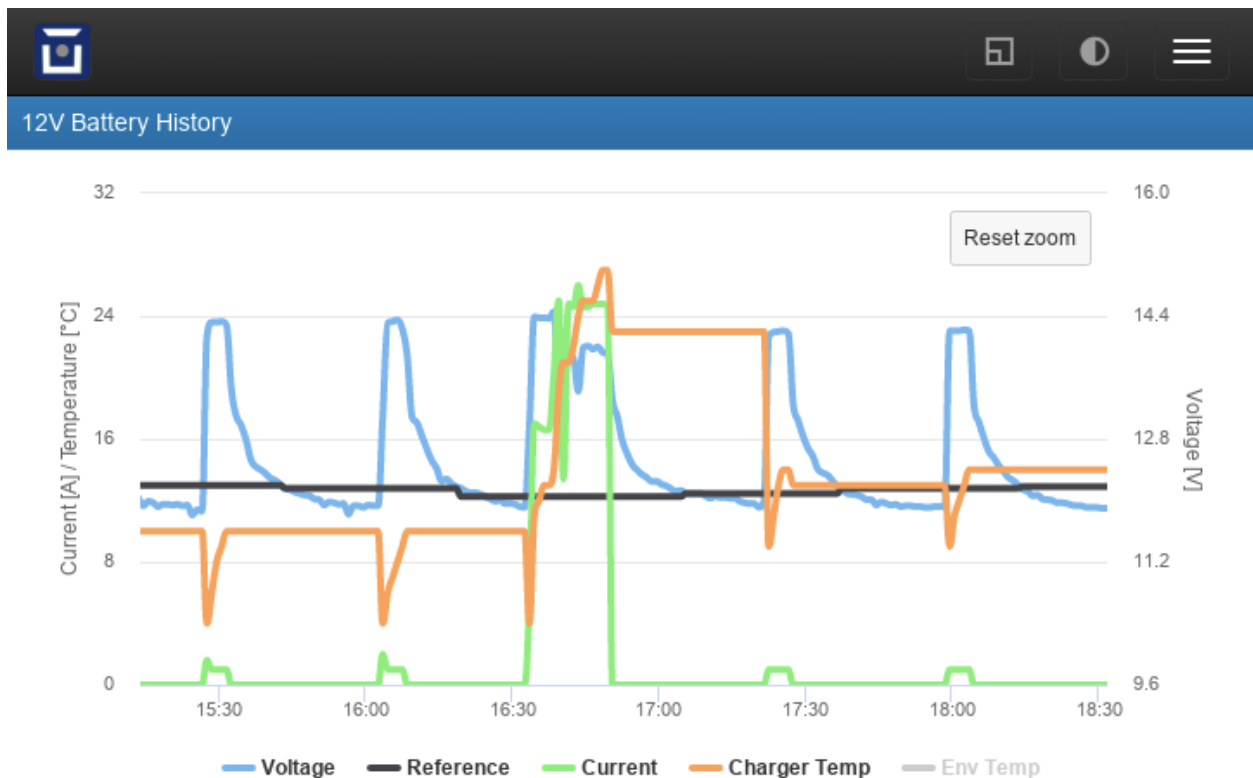 12V Battery History
32
24
16
8
0
Current [A] / Temperature [°C]
Reset zoom
16.0
14.4
12.8
11.2
9.6
Voltage [V]
15:30 16:00 16:30 17:00 17:30 18:00 18:30
Voltage Reference Current Charger Temp Env Temp